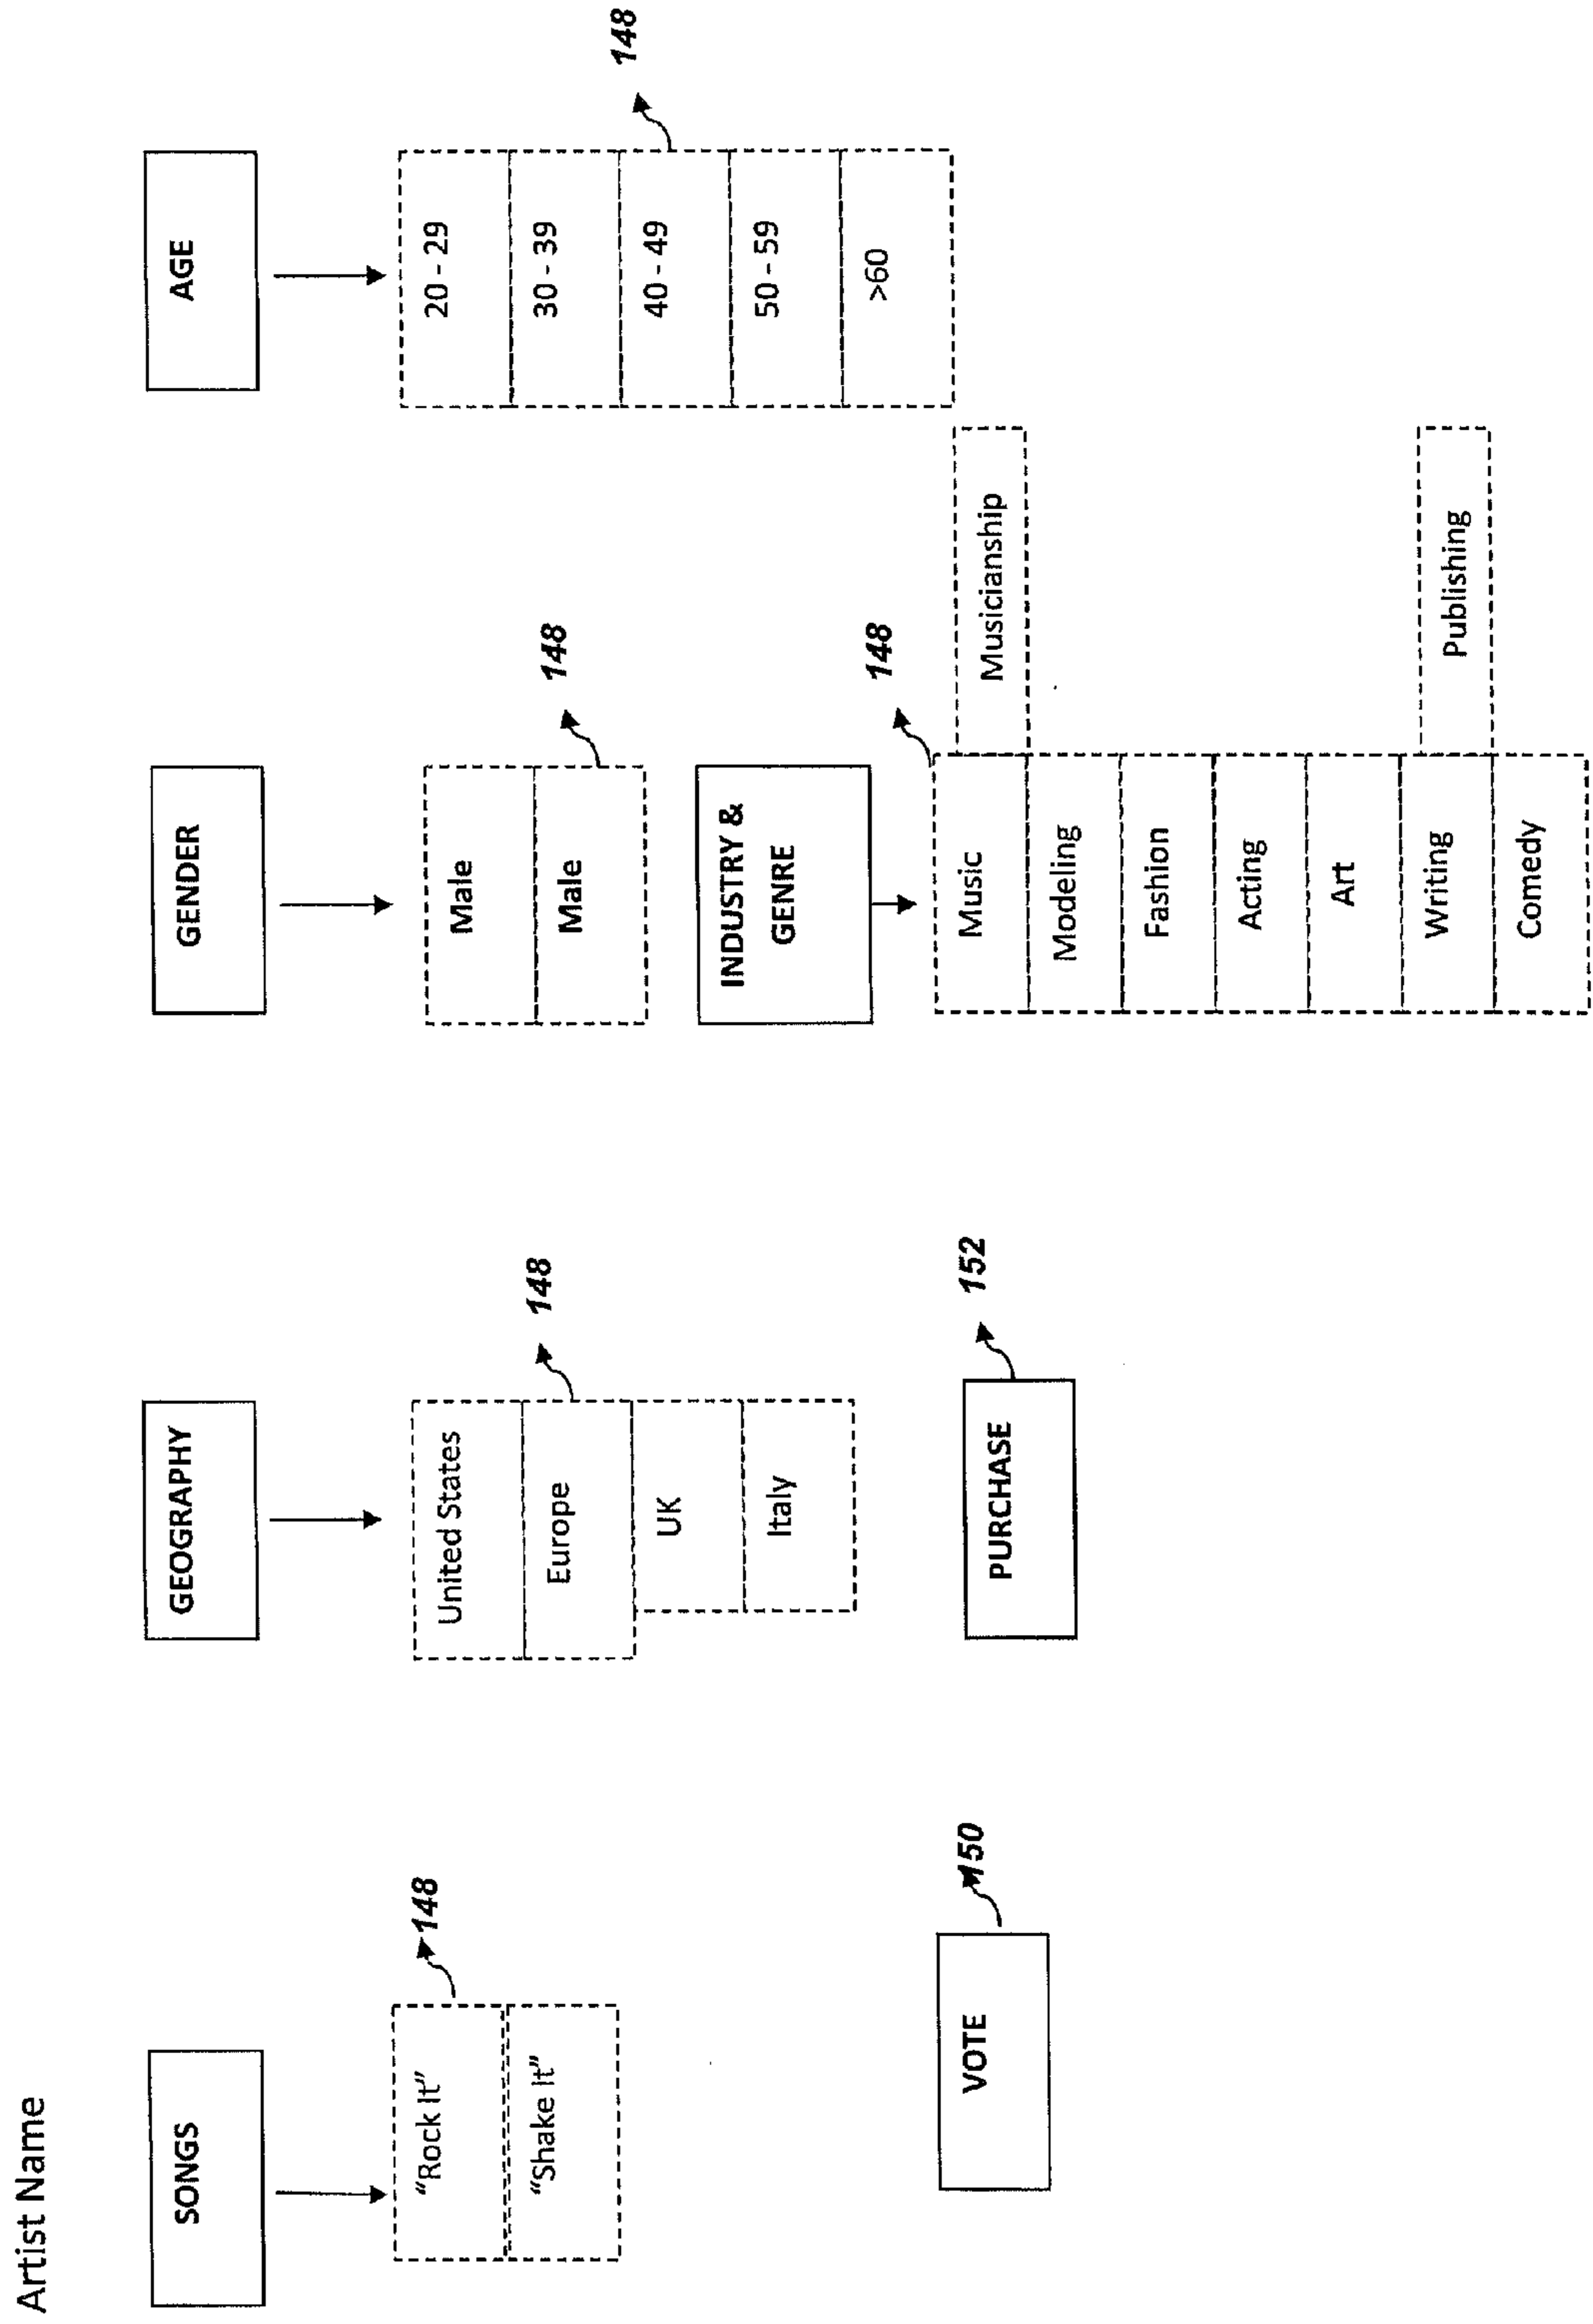 Artist Name
SONGS
148
“Rock It”
“Shake It”
VOTE
150
GEOGRAPHY
148
United States
Europe
UK
Italy
PURCHASE
152
GENDER
148
Male
Male
INDUSTRY &
GENRE
148
Music
Musicianship
Modeling
Fashion
Acting
Art
Writing
Publishing
Comedy
AGE
148
20 - 29
30 - 39
40 - 49
50 - 59
>60